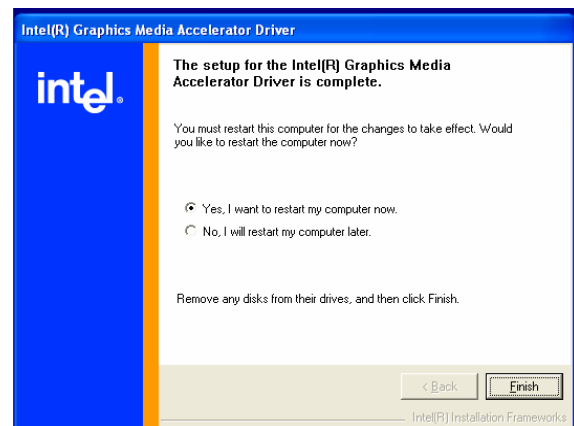 Intel(R) Graphics Media Accelerator Driver
intel®
The setup for the Intel(R) Graphics Media
Accelerator Driver is complete.
You must restart this computer for the changes to take effect. Would
you like to restart the computer now?
Yes, I want to restart my computer now.
No, I will restart my computer later.
Remove any disks from their drives, and then click Finish.
< Back
Finish
Intel(R) Installation Frameworks